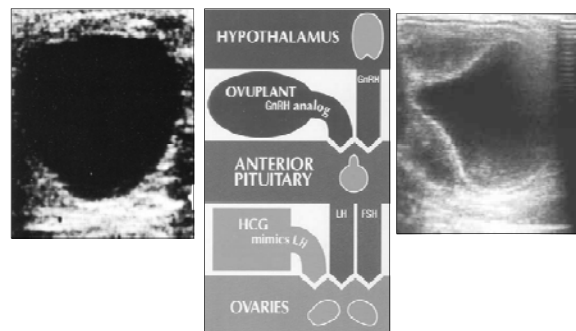 HYPOTHALAMUS
GnRH
OVUPLANT
GnRH analog
ANTERIOR
PITUITARY
HCG
mimics LH
LH
FSH
OVARIES